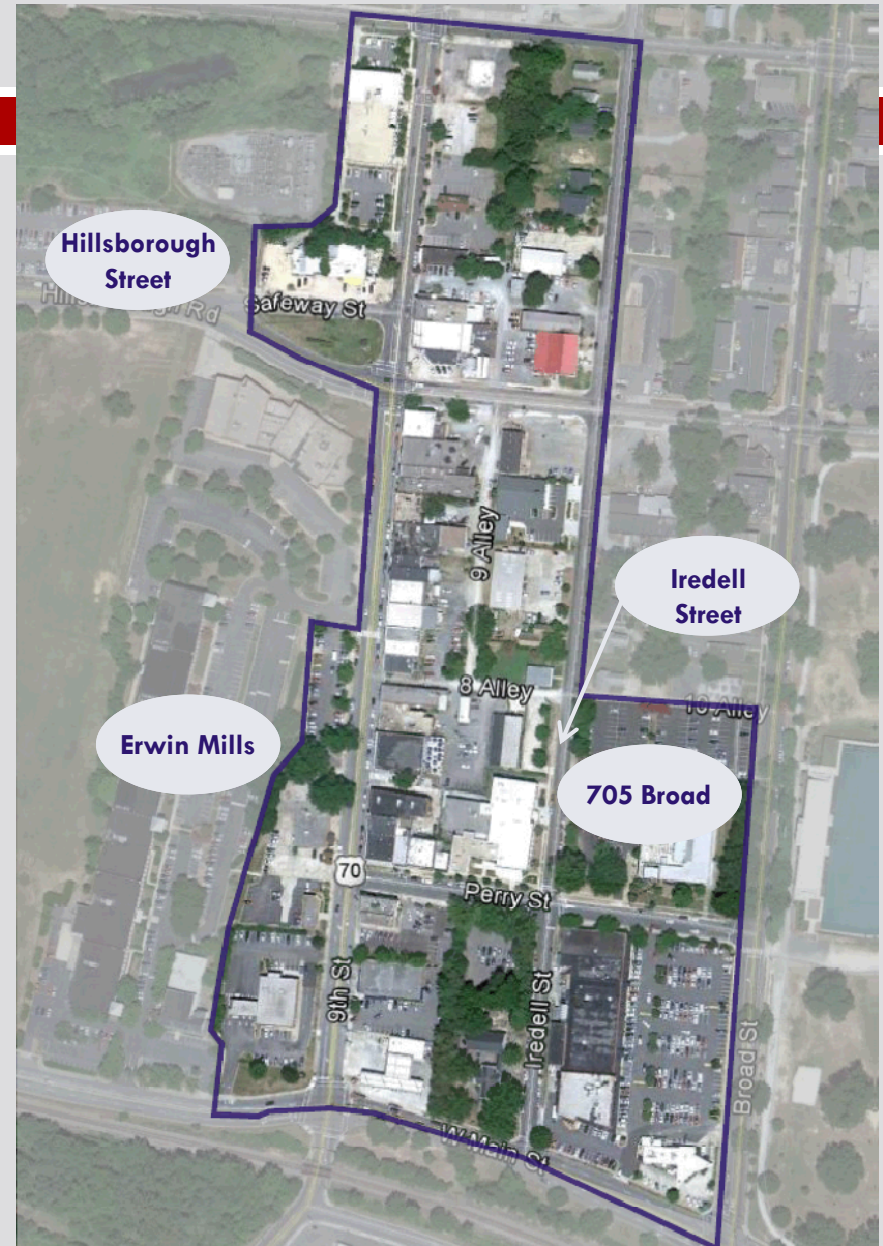 Hillsborough
Street
Safeway St
9 Alley
Iredell
Street
8 Alley
10 Alley
Erwin Mills
705 Broad
70
Perry St
9th St
Iredell St
Broad St
W Main St